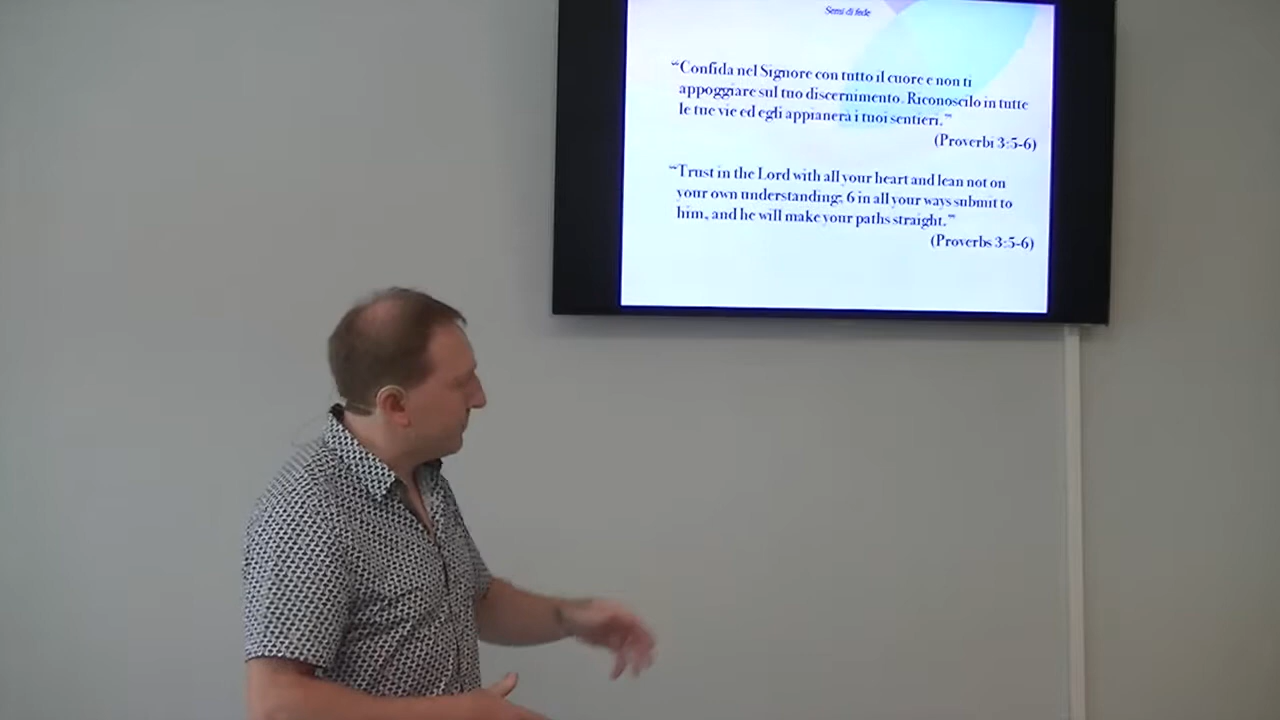 Semi di fede
“Confida nel Signore con tutto il cuore e non ti
appoggiare sul tuo discernimento. Riconoscilo in tutte
le tue vie ed egli appianerà i tuoi sentieri.”
(Proverbi 3:5-6)
“Trust in the Lord with all your heart and lean not on
your own understanding; 6 in all your ways submit to
him, and he will make your paths straight.”
(Proverbs 3:5-6)